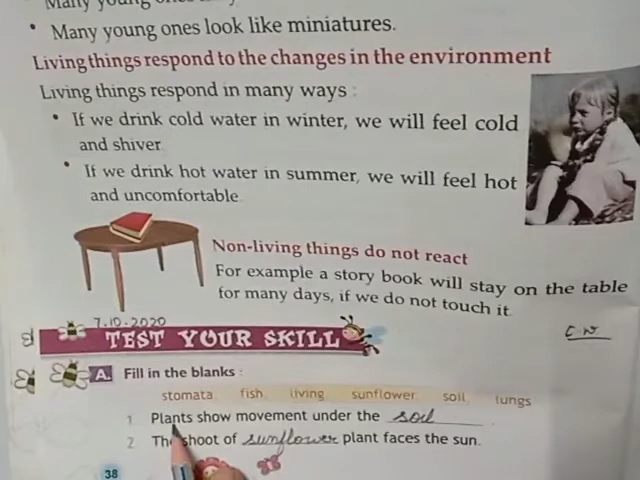 Many young ones
• Many young ones look like miniatures.
Living things respond to the changes in the environment
Living things respond in many ways :
• If we drink cold water in winter, we will feel cold
and shiver.
• If we drink hot water in summer, we will feel hot
and uncomfortable.
Non-living things do not react
For example a story book will stay on the table
for many days, if we do not touch it.
7.10.2020
TEST YOUR SKILL
C.W.
A. Fill in the blanks :
stomata fish living sunflower soil lungs
1 Plants show movement under the soil.
2 The shoot of sunflower plant faces the sun.
38